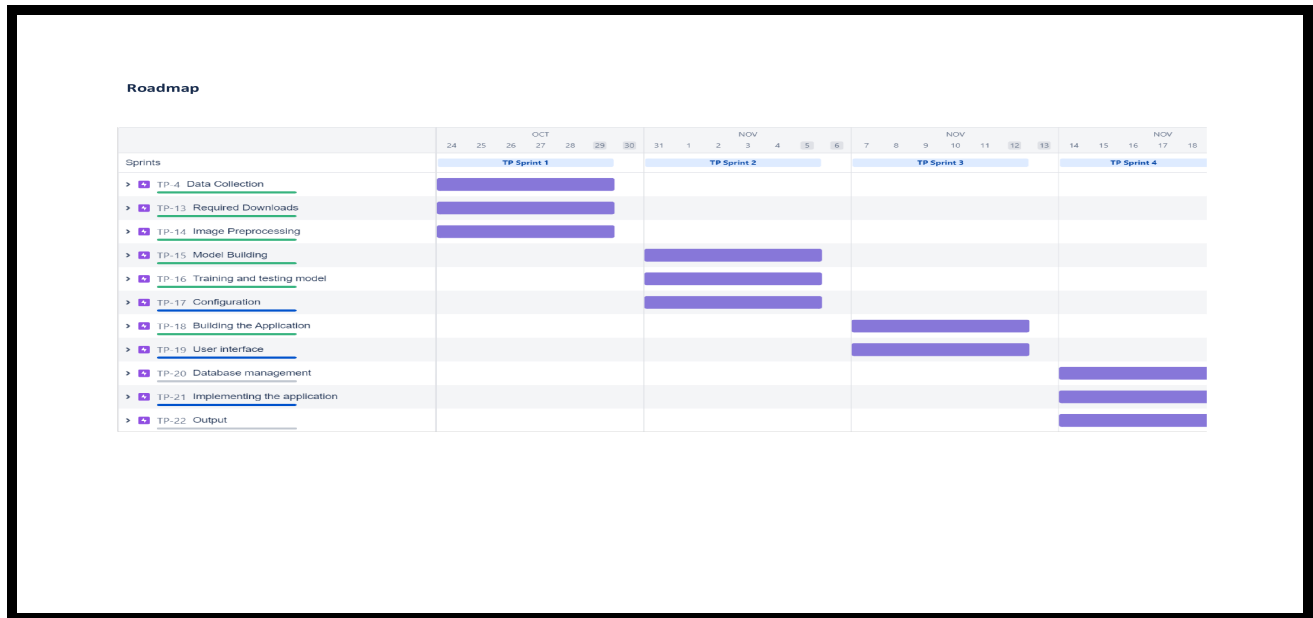 Roadmap
OCT NOV NOV NOV
24 25 26 27 28 29 30 31 1 2 3 4 5 6 7 8 9 10 11 12 13 14 15 16 17 18
Sprints TP Sprint 1 TP Sprint 2 TP Sprint 3 TP Sprint 4
TP-4 Data Collection
TP-13 Required Downloads
TP-14 Image Preprocessing
TP-15 Model Building
TP-16 Training and testing model
TP-17 Configuration
TP-18 Building the Application
TP-19 User interface
TP-20 Database management
TP-21 Implementing the application
TP-22 Output